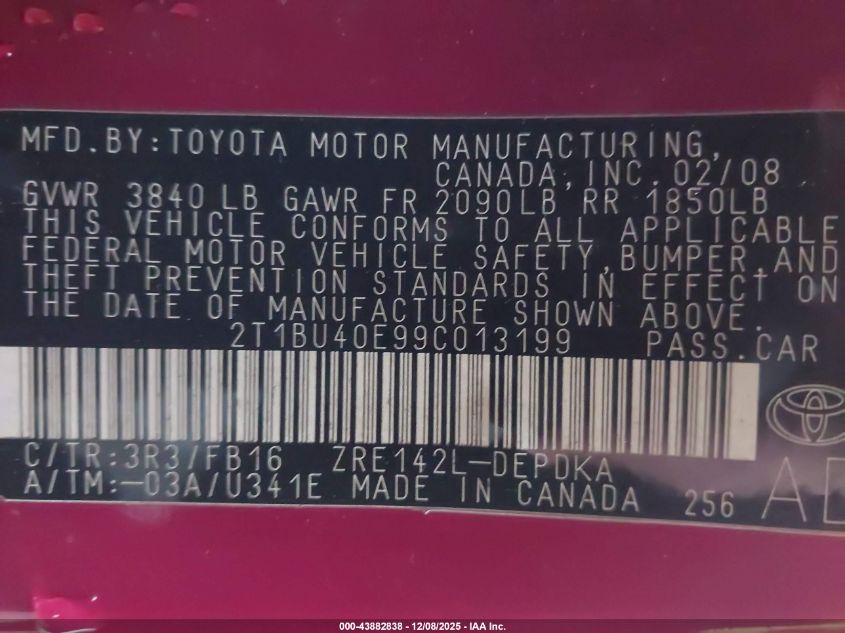 MFD.BY:TOYOTA MOTOR MANUFACTURING,
CANADA,INC. 02/08
GVWR 3840LB GAWR FR 2090LB RR 1850LB
THIS VEHICLE CONFORMS TO ALL APPLICABLE
FEDERAL MOTOR VEHICLE SAFETY,BUMPER,AND
THEFT PREVENTION STANDARDS IN EFFECT ON
THE DATE OF MANUFACTURE SHOWN ABOVE.
2T1BU40E99C013199 PASS.CAR
C/TR:3R3/FB16 ZRE142L-DEPDKA
A/TM:-03A/U341E MADE IN CANADA 256
000-43882838 - 12/08/2025 - IAA Inc.